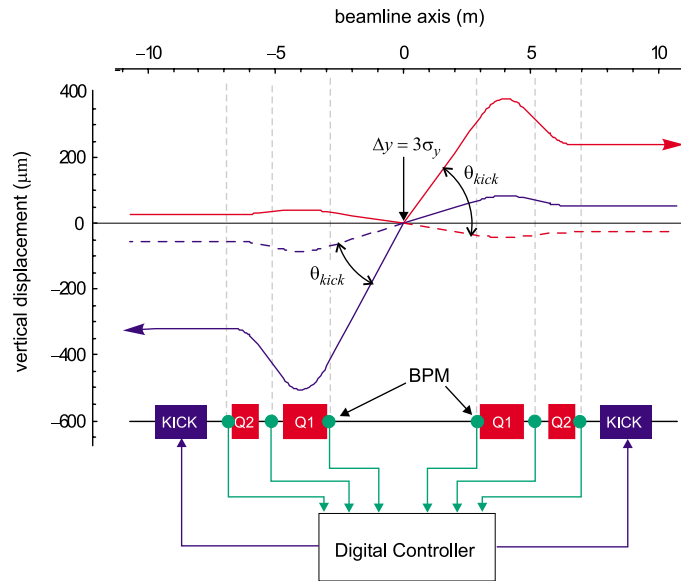 beamline axis (m)
−10 −5 0 5 10
vertical displacement (μm)
400
200
0
−200
−400
−600
Δy = 3σy
θkick
θkick
BPM
KICK Q2 Q1 Q1 Q2 KICK
Digital Controller